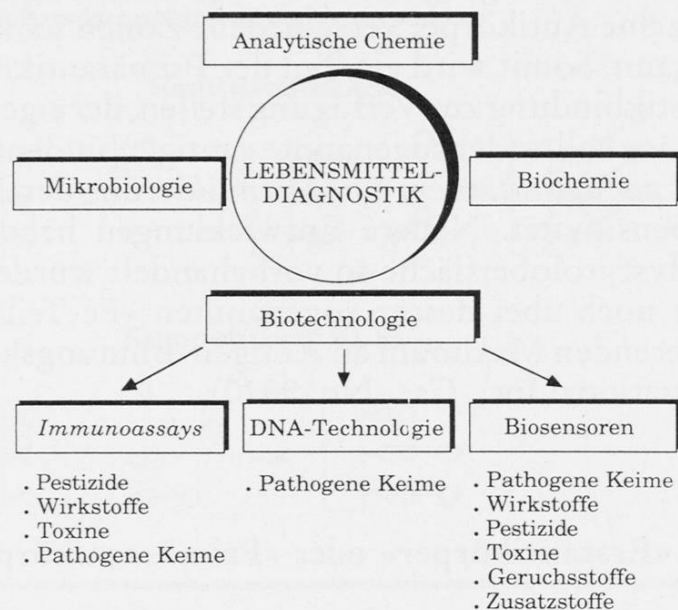 Analytische Chemie
Mikrobiologie
LEBENSMITTEL-
DIAGNOSTIK
Biochemie
Biotechnologie
Immunoassays
. Pestizide
. Wirkstoffe
. Toxine
. Pathogene Keime
DNA-Technologie
. Pathogene Keime
Biosensoren
. Pathogene Keime
. Wirkstoffe
. Pestizide
. Toxine
. Geruchsstoffe
. Zusatzstoffe